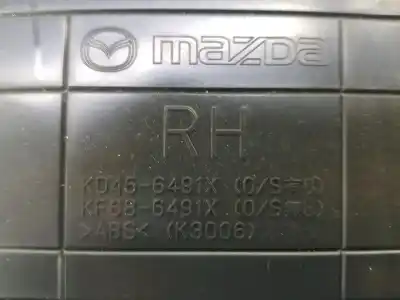 mazda
RH
KD45-6491X (O/S
KF68-6491X (O/S
>ABS< (K3006)